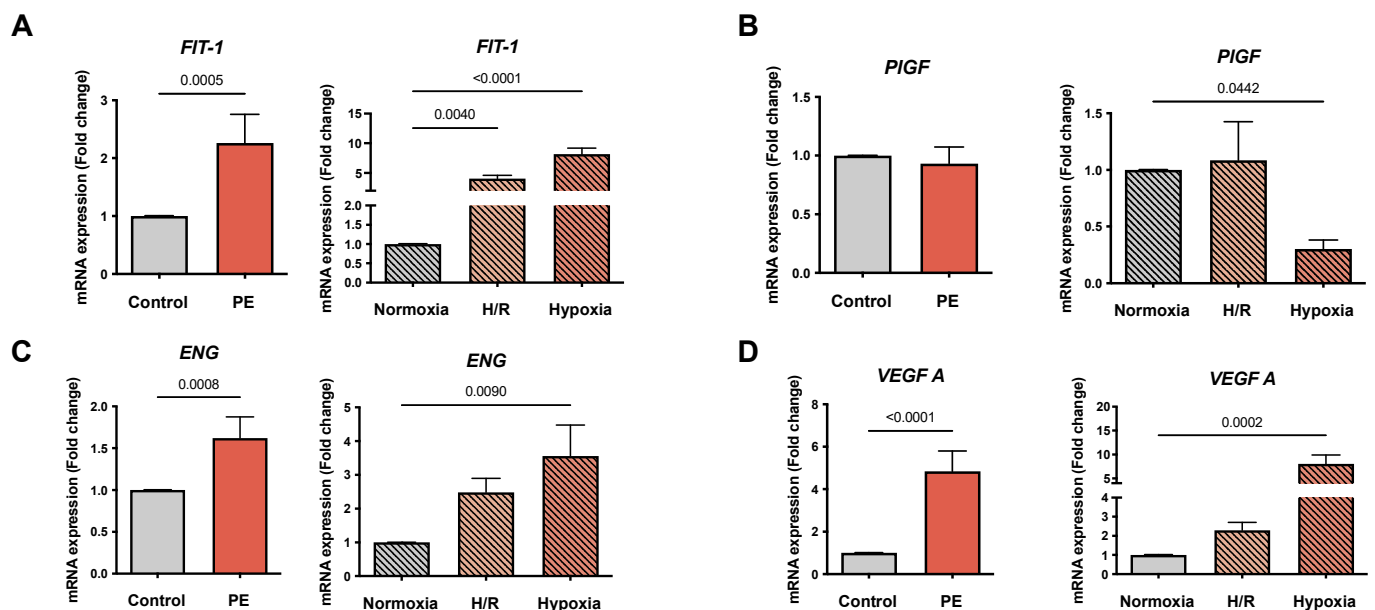 A
FIT-1
mRNA expression (Fold change)
0.0005
3
2
1
0
Control PE
FIT-1
mRNA expression (Fold change)
<0.0001
0.0040
15
10
5
2.0
1.5
1.0
0.5
0.0
Normoxia H/R Hypoxia
B
PIGF
mRNA expression (Fold change)
1.5
1.0
0.5
0.0
Control PE
PIGF
mRNA expression (Fold change)
0.0442
1.5
1.0
0.5
0.0
Normoxia H/R Hypoxia
C
ENG
mRNA expression (Fold change)
0.0008
2.0
1.5
1.0
0.5
0.0
Control PE
ENG
mRNA expression (Fold change)
0.0090
5
4
3
2
1
0
Normoxia H/R Hypoxia
D
VEGF A
mRNA expression (Fold change)
<0.0001
8
6
4
2
0
Control PE
VEGF A
mRNA expression (Fold change)
0.0002
20
15
10
5
4
3
2
1
0
Normoxia H/R Hypoxia